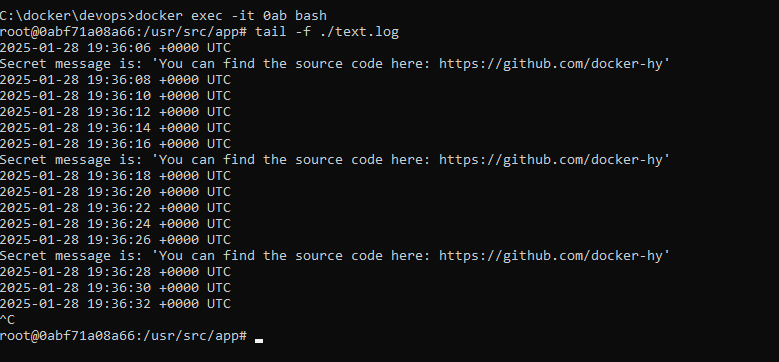 C:\docker\devops>docker exec -it 0ab bash
root@0abf71a08a66:/usr/src/app# tail -f ./text.log
2025-01-28 19:36:06 +0000 UTC
Secret message is: 'You can find the source code here: https://github.com/docker-hy'
2025-01-28 19:36:08 +0000 UTC
2025-01-28 19:36:10 +0000 UTC
2025-01-28 19:36:12 +0000 UTC
2025-01-28 19:36:14 +0000 UTC
2025-01-28 19:36:16 +0000 UTC
Secret message is: 'You can find the source code here: https://github.com/docker-hy'
2025-01-28 19:36:18 +0000 UTC
2025-01-28 19:36:20 +0000 UTC
2025-01-28 19:36:22 +0000 UTC
2025-01-28 19:36:24 +0000 UTC
2025-01-28 19:36:26 +0000 UTC
Secret message is: 'You can find the source code here: https://github.com/docker-hy'
2025-01-28 19:36:28 +0000 UTC
2025-01-28 19:36:30 +0000 UTC
2025-01-28 19:36:32 +0000 UTC
^C
root@0abf71a08a66:/usr/src/app#